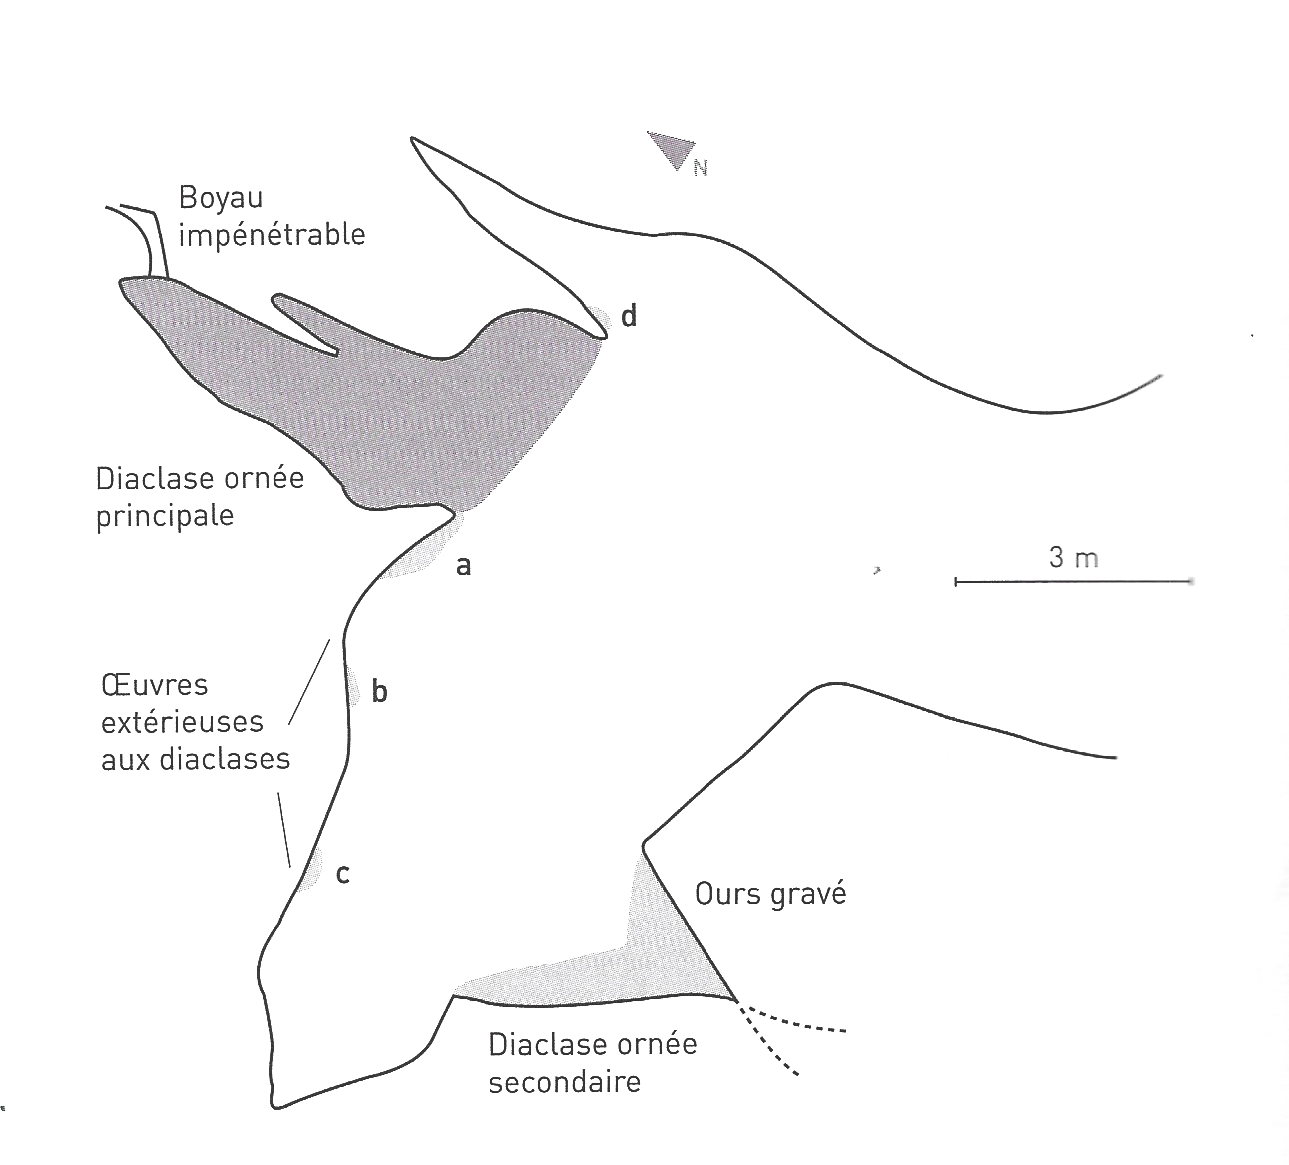 N
Boyau
impénétrable
d
Diaclase ornée
principale
a
3 m
Œuvres
extérieuses
aux diaclases
b
c
Ours gravé
Diaclase ornée
secondaire